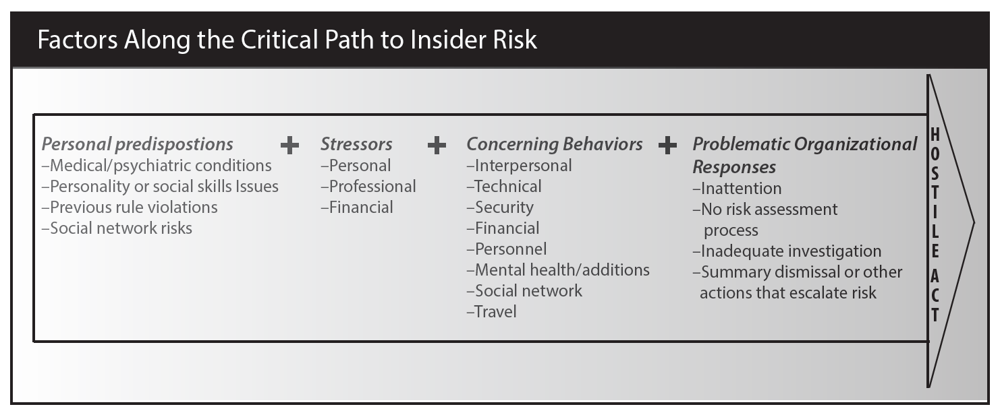 Factors Along the Critical Path to Insider Risk
Personal predispostions
–Medical/psychiatric conditions
–Personality or social skills Issues
–Previous rule violations
–Social network risks
+
Stressors
–Personal
–Professional
–Financial
+
Concerning Behaviors
–Interpersonal
–Technical
–Security
–Financial
–Personnel
–Mental health/additions
–Social network
–Travel
+
Problematic Organizational
Responses
–Inattention
–No risk assessment
process
–Inadequate investigation
–Summary dismissal or other
actions that escalate risk
HOSTILE ACT